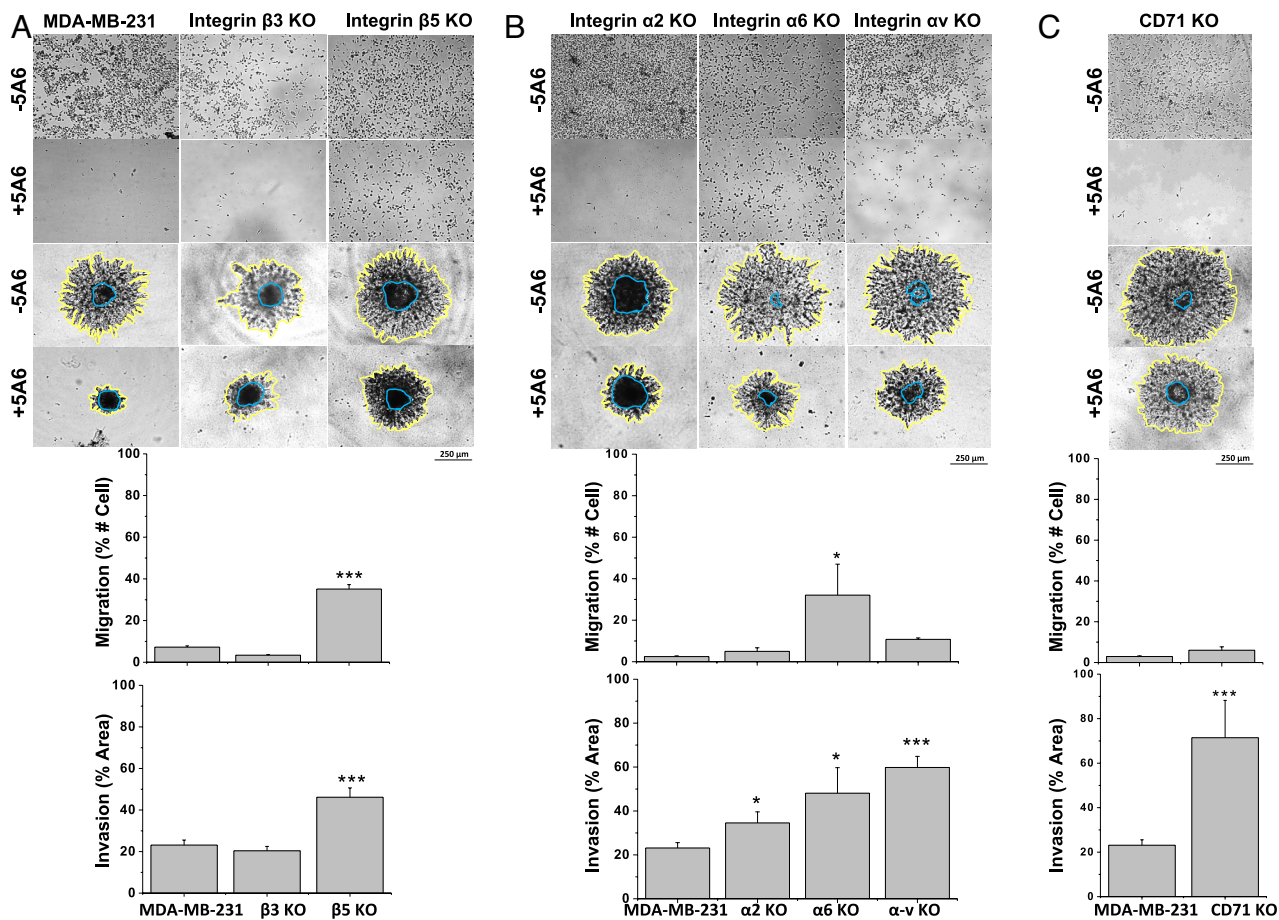 A
MDA-MB-231 Integrin β3 KO Integrin β5 KO
-5A6
+5A6
-5A6
+5A6
250 µm
100
80
60
40
20
0
Migration (% # Cell)
***
100
80
60
40
20
0
Invasion (% Area)
***
MDA-MB-231 β3 KO β5 KO
B
Integrin α2 KO Integrin α6 KO Integrin αv KO
-5A6
+5A6
-5A6
+5A6
250 µm
100
80
60
40
20
0
Migration (% # Cell)
*
100
80
60
40
20
0
Invasion (% Area)
*
*
***
MDA-MB-231 α2 KO α6 KO α-v KO
C
CD71 KO
-5A6
+5A6
-5A6
+5A6
250 µm
100
80
60
40
20
0
Migration (% # Cell)
100
80
60
40
20
0
Invasion (% Area)
***
MDA-MB-231 CD71 KO